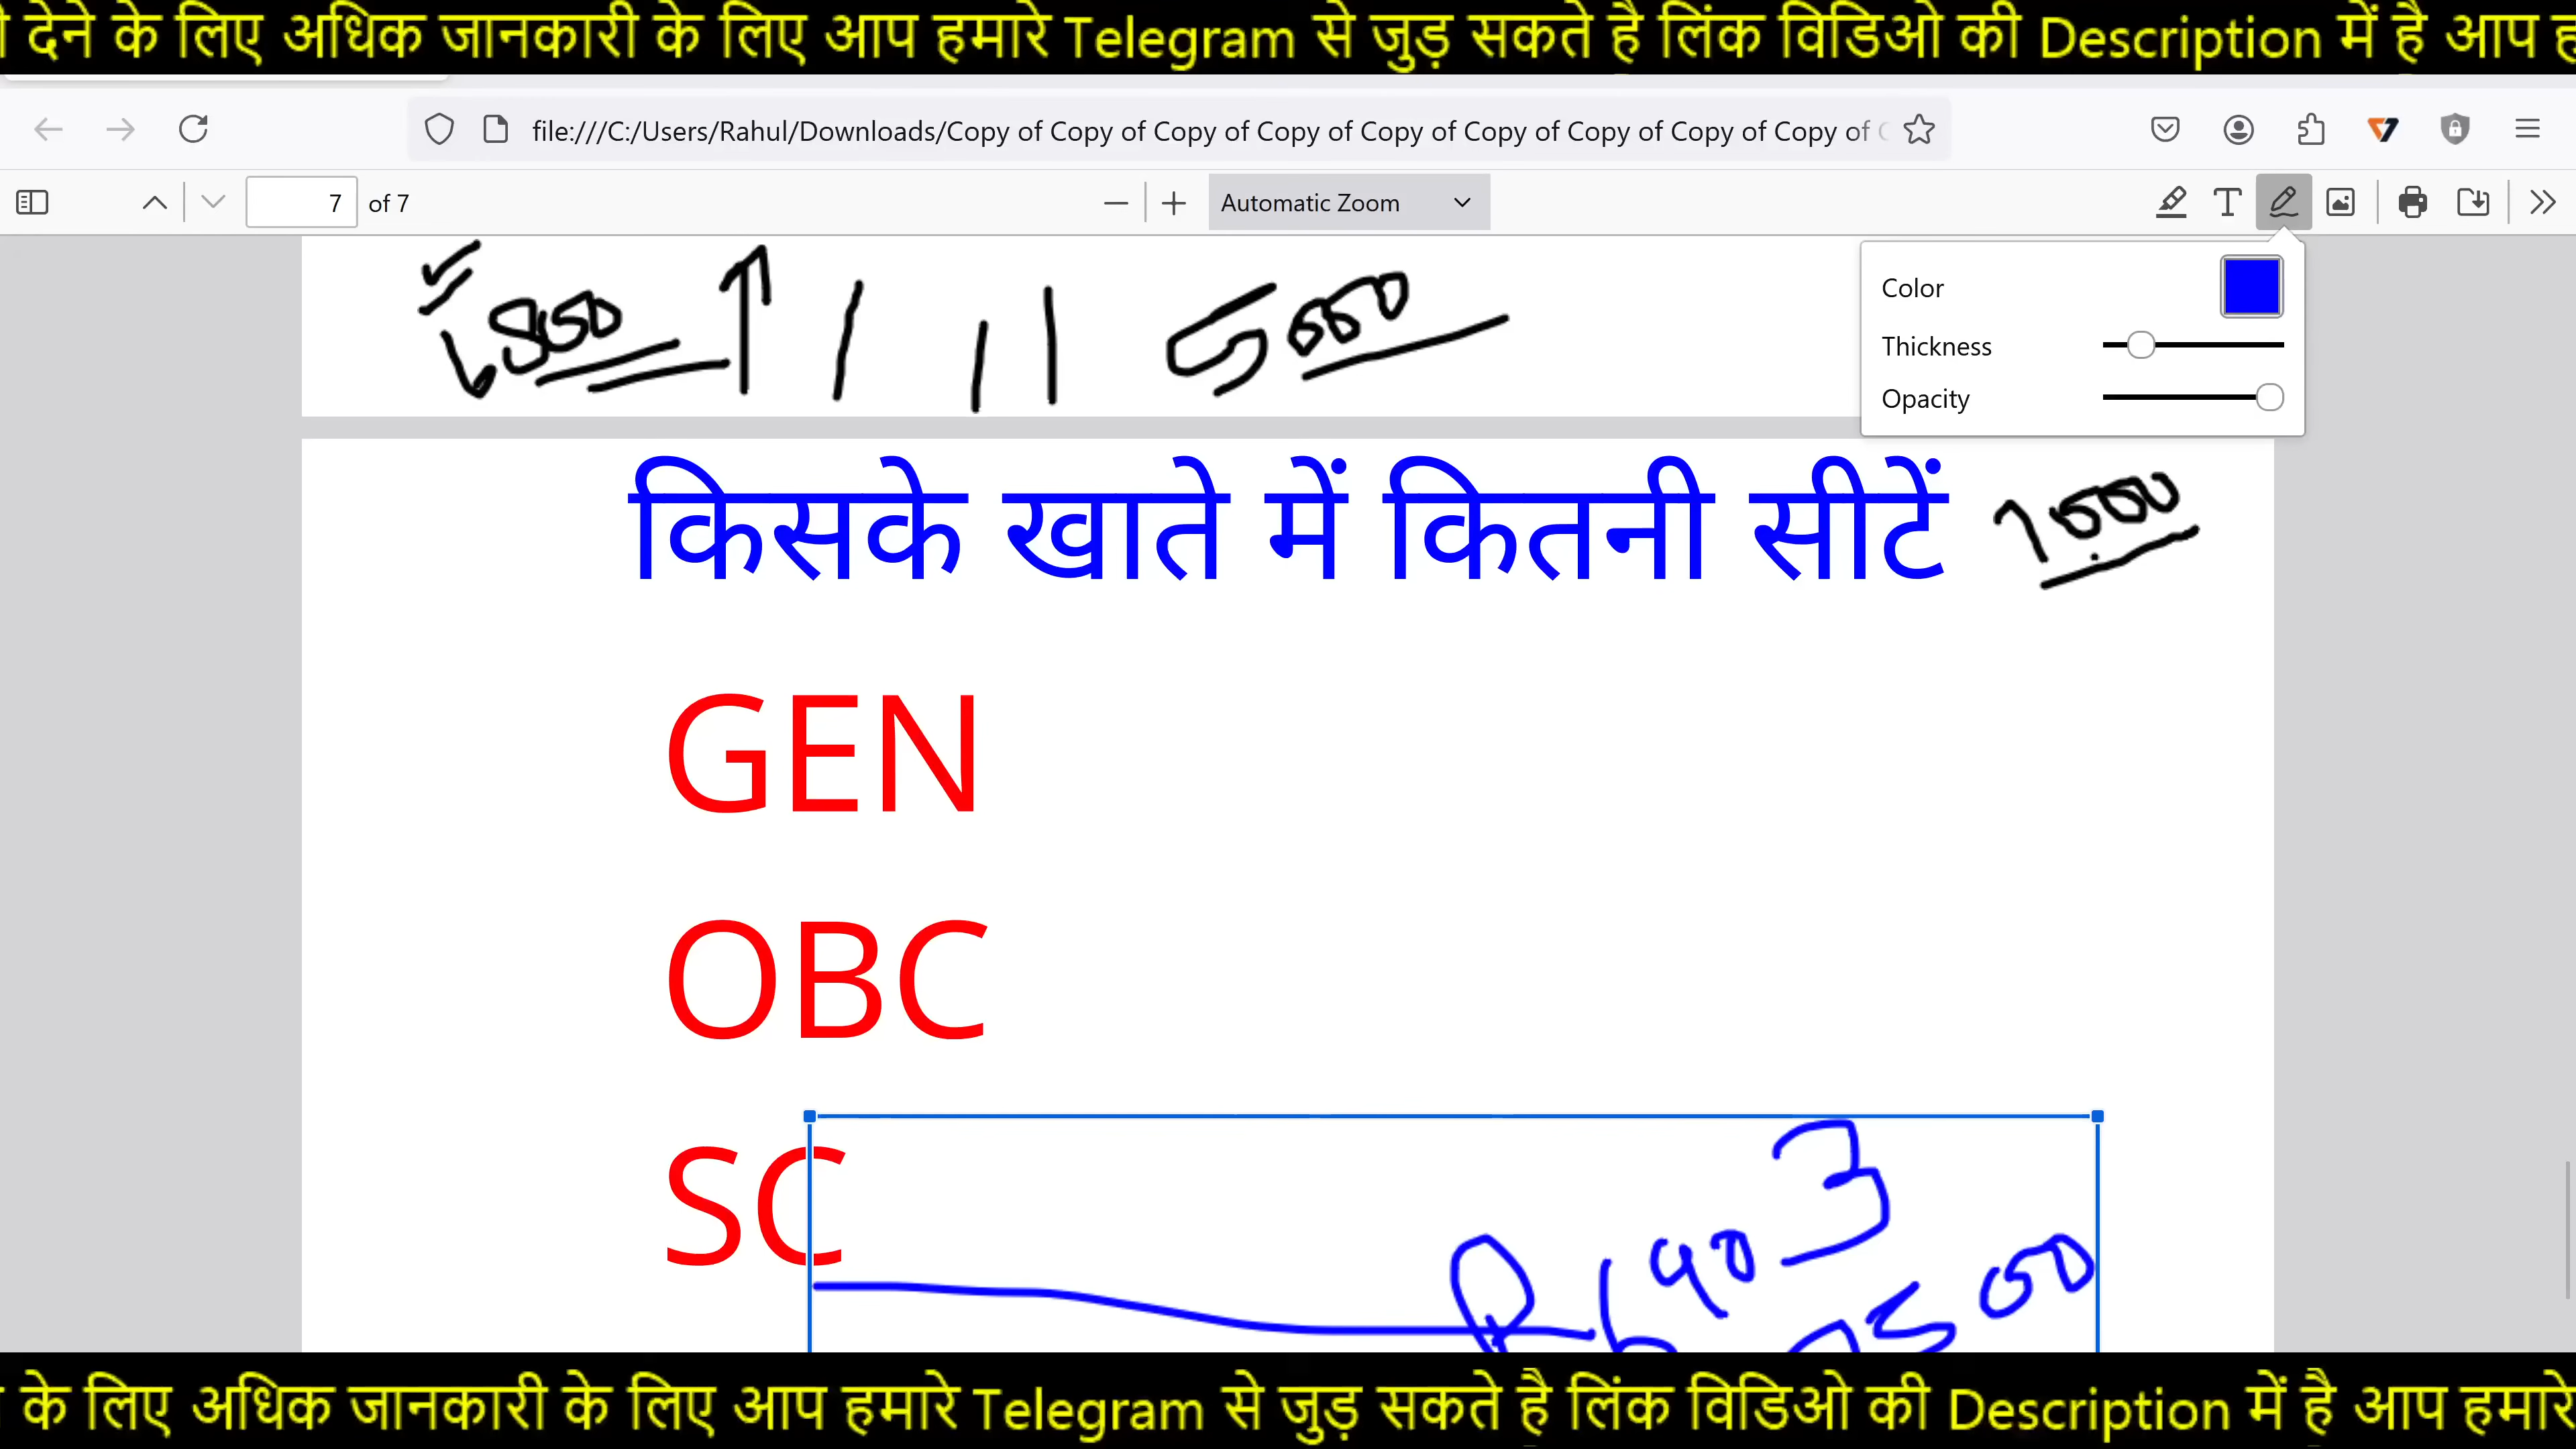 देने के लिए अधिक जानकारी के लिए आप हमारे Telegram से जुड़ सकते है लिंक विडिओ की Description में है आप
file:///C:/Users/Rahul/Downloads/Copy of Copy of Copy of Copy of Copy of Copy of Copy of Copy of Copy of
7 of 7
Automatic Zoom
Color
Thickness
Opacity
5000
किसके खाते में कितनी सीटें
GEN
OBC
SC
के लिए अधिक जानकारी के लिए आप हमारे Telegram से जुड़ सकते है लिंक विडिओ की Description में है आप हमारे